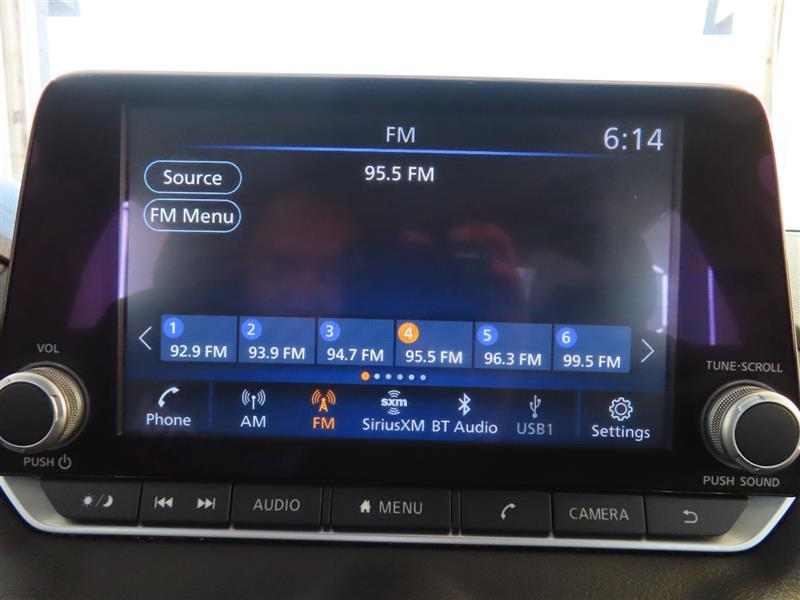 FM
6:14
95.5 FM
Source
FM Menu
1 2 3 4 5 6
92.9 FM 93.9 FM 94.7 FM 95.5 FM 96.3 FM 99.5 FM
VOL
TUNE-SCROLL
Phone AM FM sxm SiriusXM BT Audio USB1 Settings
PUSH
PUSH SOUND
AUDIO MENU CAMERA